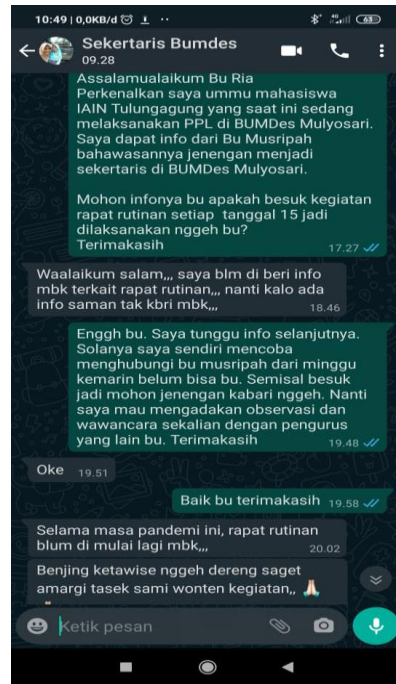 10:49 | 0,0KB/d
63
Sekertaris Bumdes
09.28
Assalamualaikum Bu Ria
Perkenalkan saya ummu mahasiswa
IAIN Tulungagung yang saat ini sedang
melaksanakan PPL di BUMDes Mulyosari.
Saya dapat info dari Bu Musripah
bahawasannya jenengan menjadi
sekertaris di BUMDes Mulyosari.
Mohon infonya bu apakah besuk kegiatan
rapat rutinan setiap tanggal 15 jadi
dilaksanakan nggeh bu?
Terimakasih
17.27
Waalaikum salam,,, saya blm di beri info
mbk terkait rapat rutinan,,, nanti kalo ada
info saman tak kbri mbk,,,
18.46
Enggh bu. Saya tunggu info selanjutnya.
Solanya saya sendiri mencoba
menghubungi bu musripah dari minggu
kemarin belum bisa bu. Semisal besuk
jadi mohon jenengan kabari nggeh. Nanti
saya mau mengadakan observasi dan
wawancara sekalian dengan pengurus
yang lain bu. Terimakasih
19.48
Oke 19.51
Baik bu terimakasih 19.58
Selama masa pandemi ini, rapat rutinan
blum di mulai lagi mbk,,,
20.02
Benjing ketawise nggeh dereng saget
amargi tasek sami wonten kegiatan,, 🙏🏻
Ketik pesan